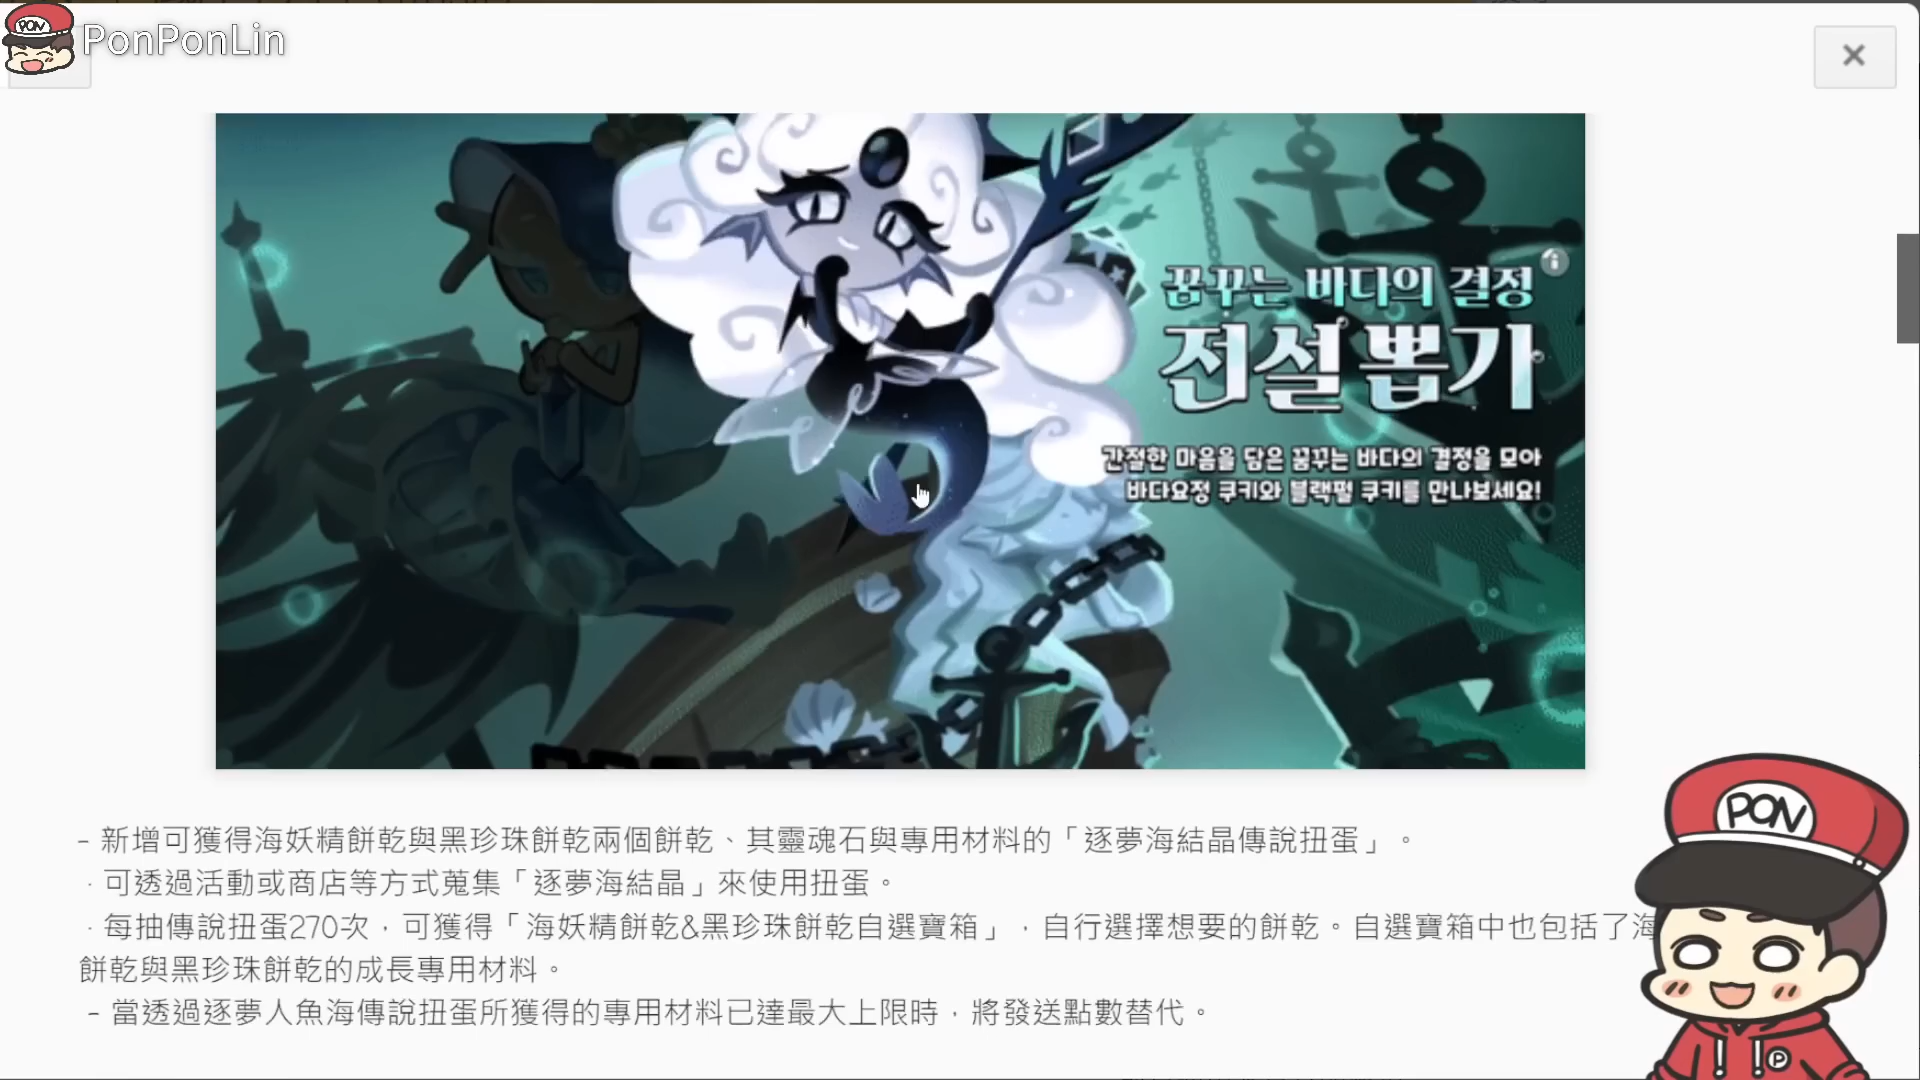 PON
PonPonLin
꿈꾸는 바다의 결정
전설 뽑기
간절한 마음을 담은 꿈꾸는 바다의 결정을 모아
바다요정 쿠키와 블랙펄 쿠키를 만나보세요!
- 新增可獲得海妖精餅乾與黑珍珠餅乾兩個餅乾、其靈魂石與專用材料的「逐夢海結晶傳說扭蛋」。
· 可透過活動或商店等方式蒐集「逐夢海結晶」來使用扭蛋。
· 每抽傳說扭蛋270次，可獲得「海妖精餅乾&黑珍珠餅乾自選寶箱」，自行選擇想要的餅乾。自選寶箱中也包括了海
餅乾與黑珍珠餅乾的成長專用材料。
- 當透過逐夢人魚海傳說扭蛋所獲得的專用材料已達最大上限時，將發送點數替代。
PON
P